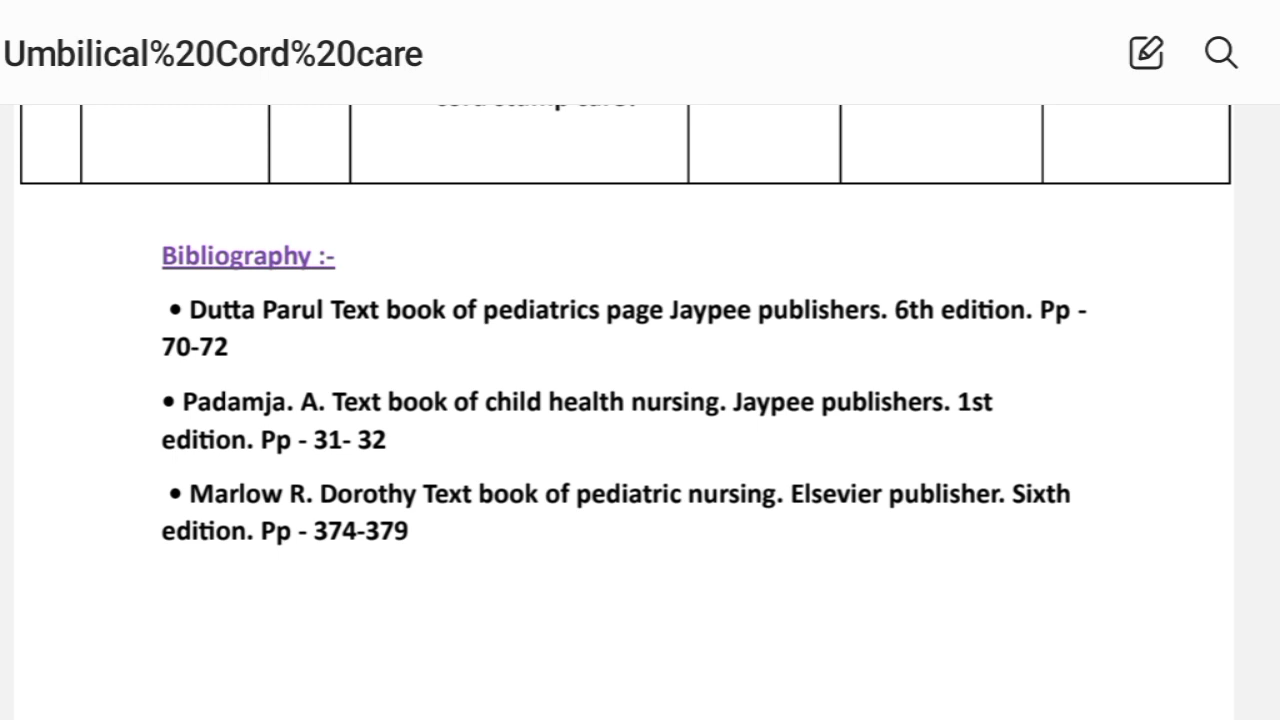 Umbilical%20Cord%20care
Bibliography :-
• Dutta Parul Text book of pediatrics page Jaypee publishers. 6th edition. Pp -
70-72
• Padamja. A. Text book of child health nursing. Jaypee publishers. 1st
edition. Pp - 31- 32
• Marlow R. Dorothy Text book of pediatric nursing. Elsevier publisher. Sixth
edition. Pp - 374-379